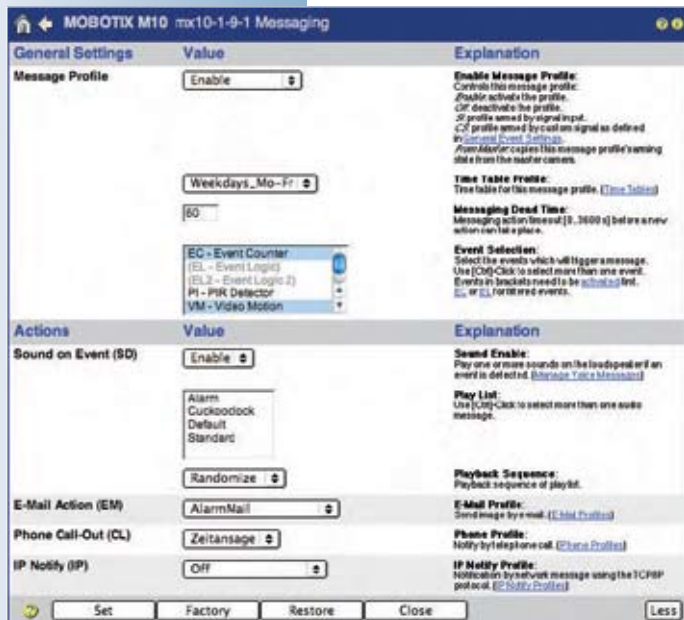 MOBOTIX M10 mx10-1-9-1 Messaging
General Settings Value Explanation
Message Profile
Enable
Enable Message Profile:
Controls this message profile:
Enable: activate the profile.
Off: deactivate the profile.
SI: profile armed by signal input.
CS: profile armed by custom signal as defined
in General Event Settings.
From Master: copies this message profile's arming
state from the master camera.
Weekdays_Mo-Fr
Time Table Profile:
Time table for this message profile. (Time Tables)
60
Messaging Dead Time:
Messaging action timeout [0..3600 s] before a new
action can take place.
EC - Event Counter
(EL - Event Logic)
(EL2 - Event Logic 2)
PI - PIR Detector
VM - Video Motion
Event Selection:
Select the events which will trigger a message.
Use [Ctrl]-Click to select more than one event.
Events in brackets need to be activated first.
EC or EL for filtered events.
Actions Value Explanation
Sound on Event (SD)
Enable
Sound Enable:
Play one or more sounds on the loudspeaker if an
event is detected. (Manage Voice Messages)
Alarm
Cuckooclock
Default
Standard
Play List:
Use [Ctrl]-Click to select more than one audio
message.
Randomize
Playback Sequence:
Playback sequence of playlist.
E-Mail Action (EM)
AlarmMail
E-Mail Profile:
Send image by e-mail. (E-Mail Profiles)
Phone Call-Out (CL)
Zeitansage
Phone Profile:
Notify by telephone call. (Phone Profiles)
IP Notify (IP)
Off
IP Notify Profile:
Notification by network message using the TCP/IP
protocol. (IP Notify Profiles)
Set Factory Restore Close Less